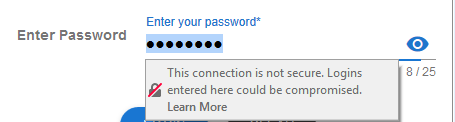 Enter your password*
Enter Password
●●●●●●●●
This connection is not secure. Logins
entered here could be compromised.
Learn More
8 / 25